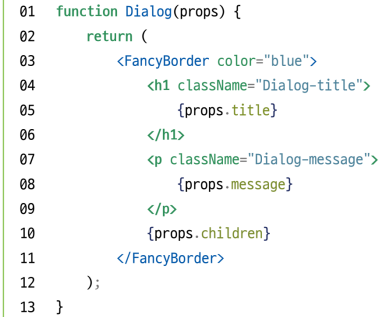 01 function Dialog(props) {
02     return (
03         <FancyBorder color="blue">
04             <h1 className="Dialog-title">
05                 {props.title}
06             </h1>
07             <p className="Dialog-message">
08                 {props.message}
09             </p>
10             {props.children}
11         </FancyBorder>
12     );
13 }